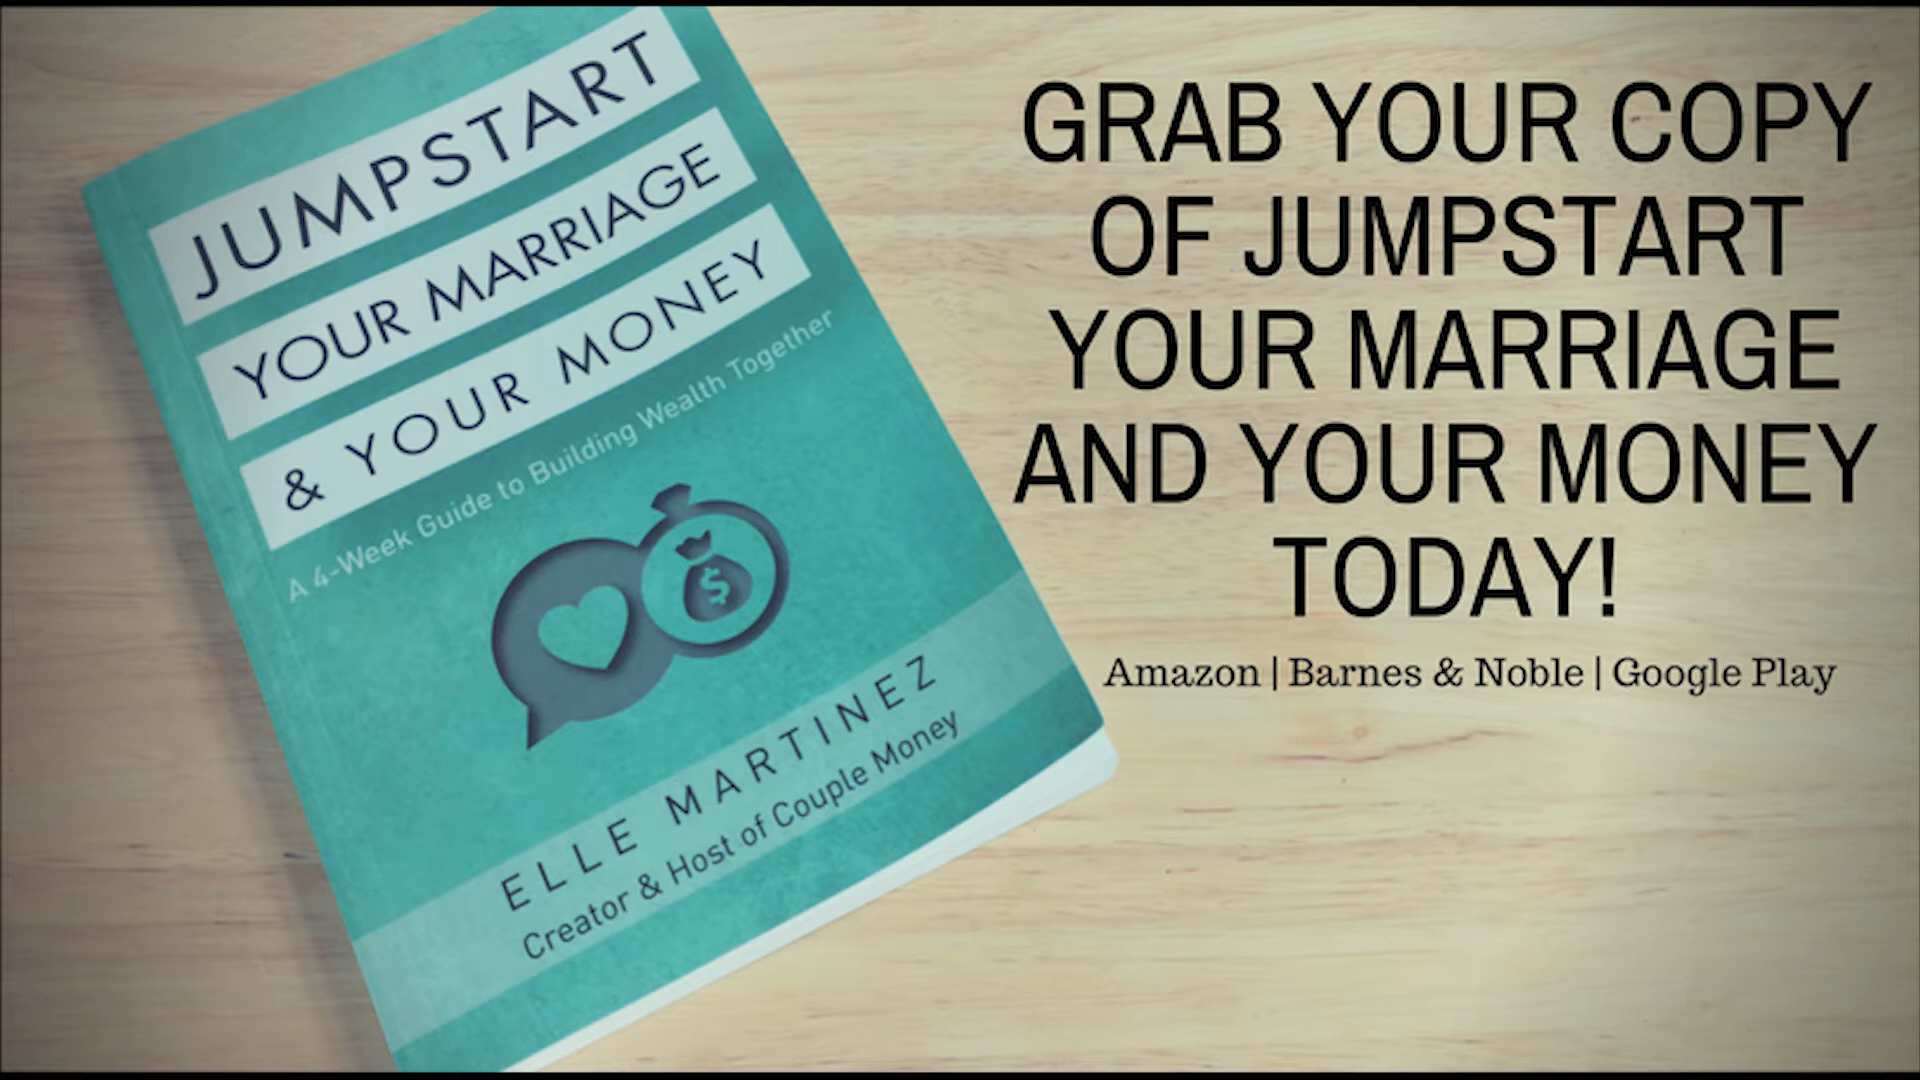 JUMPSTART
YOUR MARRIAGE
& YOUR MONEY
A 4-Week Guide to Building Wealth Together
$
ELLE MARTINEZ
Creator & Host of Couple Money
GRAB YOUR COPY
OF JUMPSTART
YOUR MARRIAGE
AND YOUR MONEY
TODAY!
Amazon | Barnes & Noble | Google Play